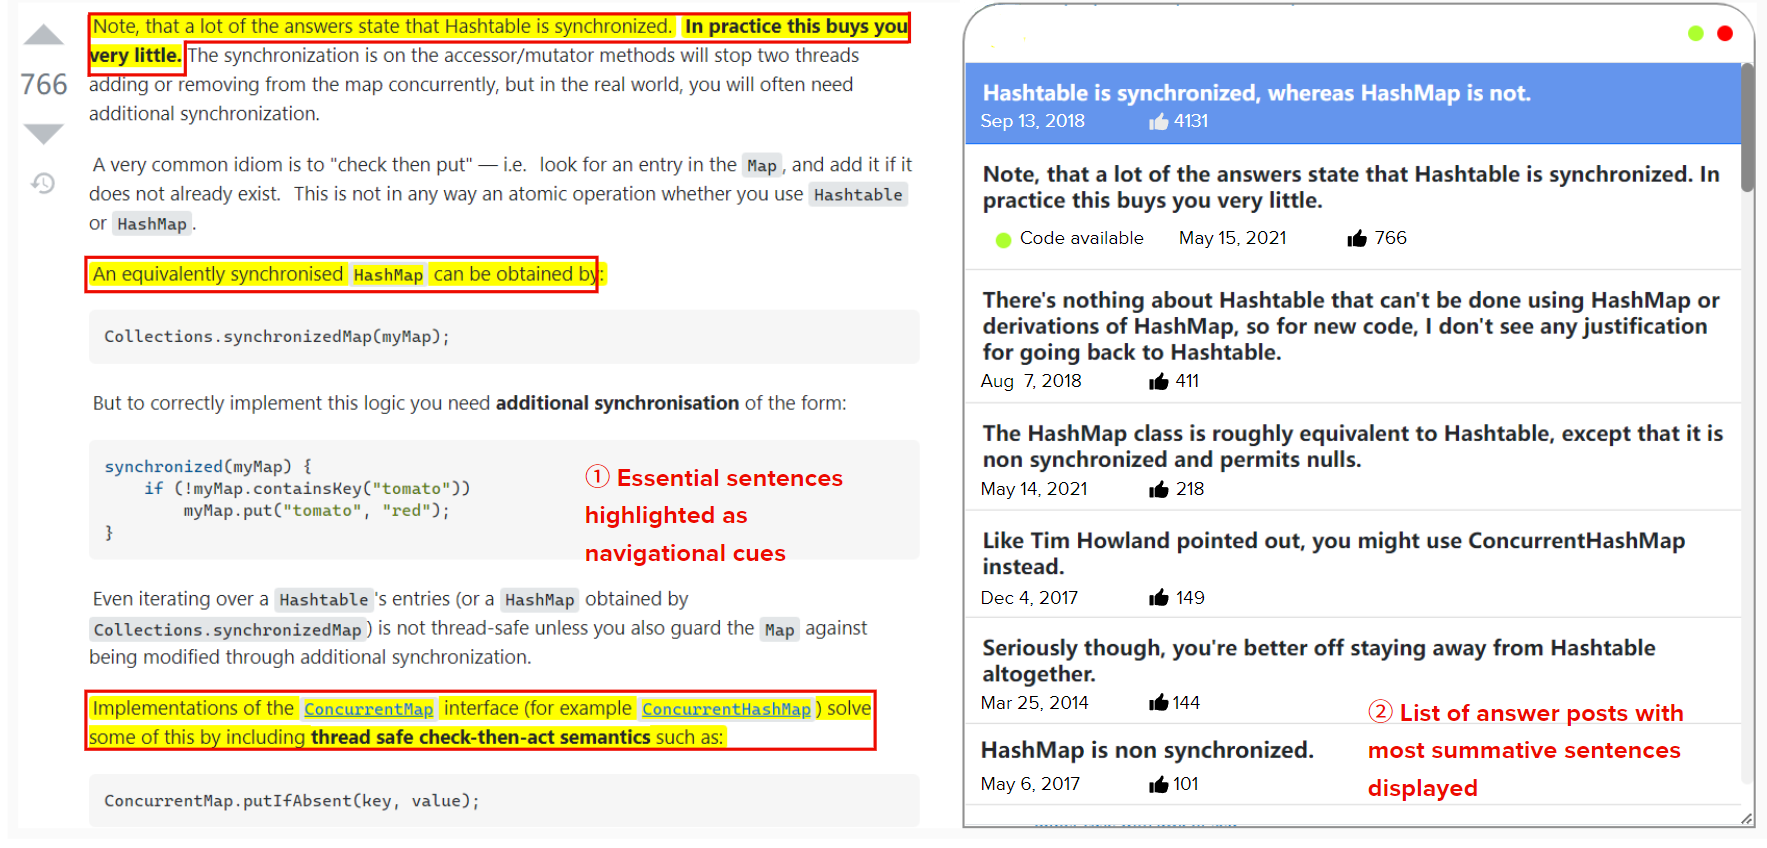 Note, that a lot of the answers state that Hashtable is synchronized. In practice this buys you
very little. The synchronization is on the accessor/mutator methods will stop two threads
766
adding or removing from the map concurrently, but in the real world, you will often need
additional synchronization.
A very common idiom is to "check then put" — i.e. look for an entry in the Map, and add it if it
does not already exist. This is not in any way an atomic operation whether you use Hashtable
or HashMap.
An equivalently synchronised HashMap can be obtained by:
Collections.synchronizedMap(myMap);
But to correctly implement this logic you need additional synchronisation of the form:
synchronized(myMap) {
if (!myMap.containsKey("tomato"))
myMap.put("tomato", "red");
}
① Essential sentences
highlighted as
navigational cues
Even iterating over a Hashtable's entries (or a HashMap obtained by
Collections.synchronizedMap) is not thread-safe unless you also guard the Map against
being modified through additional synchronization.
Implementations of the ConcurrentMap interface (for example ConcurrentHashMap) solve
some of this by including thread safe check-then-act semantics such as:
ConcurrentMap.putIfAbsent(key, value);
Hashtable is synchronized, whereas HashMap is not.
Sep 13, 2018 4131
Note, that a lot of the answers state that Hashtable is synchronized. In
practice this buys you very little.
Code available May 15, 2021 766
There's nothing about Hashtable that can't be done using HashMap or
derivations of HashMap, so for new code, I don't see any justification
for going back to Hashtable.
Aug 7, 2018 411
The HashMap class is roughly equivalent to Hashtable, except that it is
non synchronized and permits nulls.
May 14, 2021 218
Like Tim Howland pointed out, you might use ConcurrentHashMap
instead.
Dec 4, 2017 149
Seriously though, you're better off staying away from Hashtable
altogether.
Mar 25, 2014 144
HashMap is non synchronized.
May 6, 2017 101
② List of answer posts with
most summative sentences
displayed